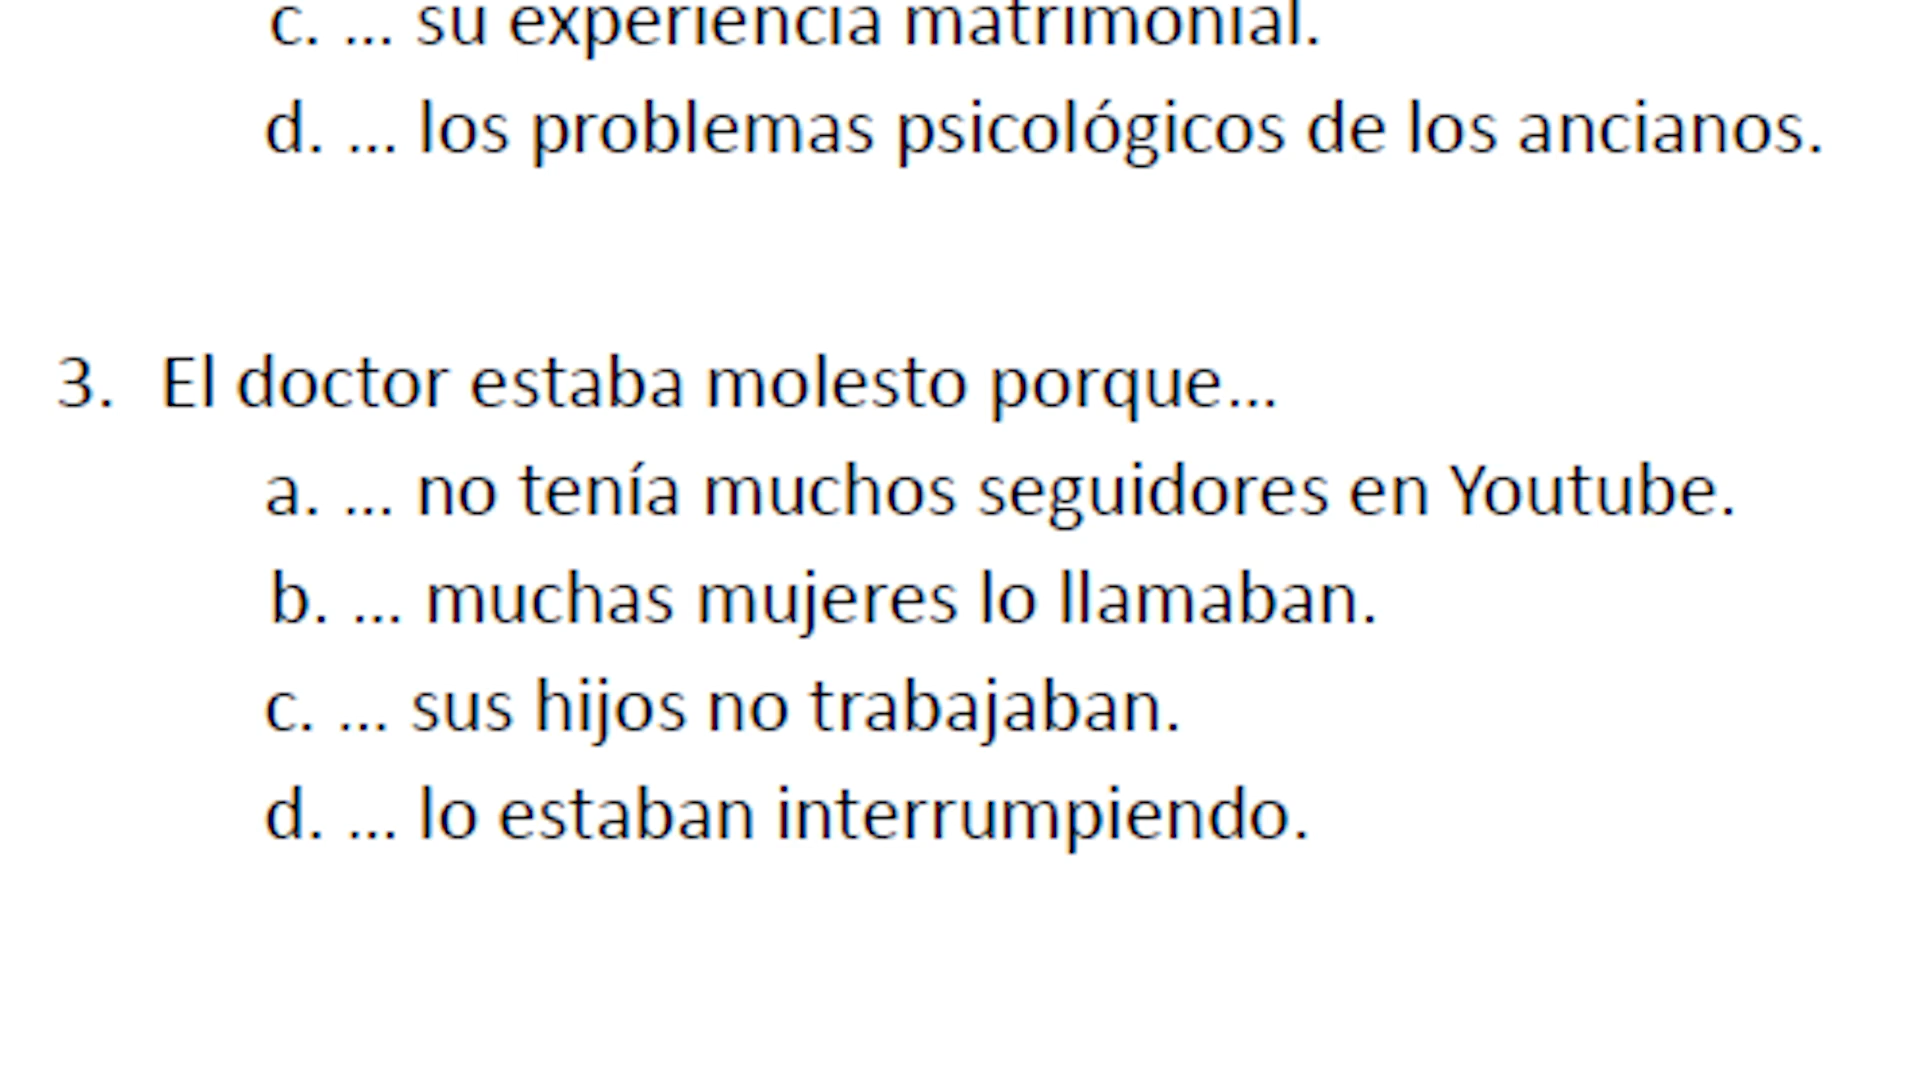 c. ... su experiencia matrimonial.
d. ... los problemas psicológicos de los ancianos.
3. El doctor estaba molesto porque...
a. ... no tenía muchos seguidores en Youtube.
b. ... muchas mujeres lo llamaban.
c. ... sus hijos no trabajaban.
d. ... lo estaban interrumpiendo.